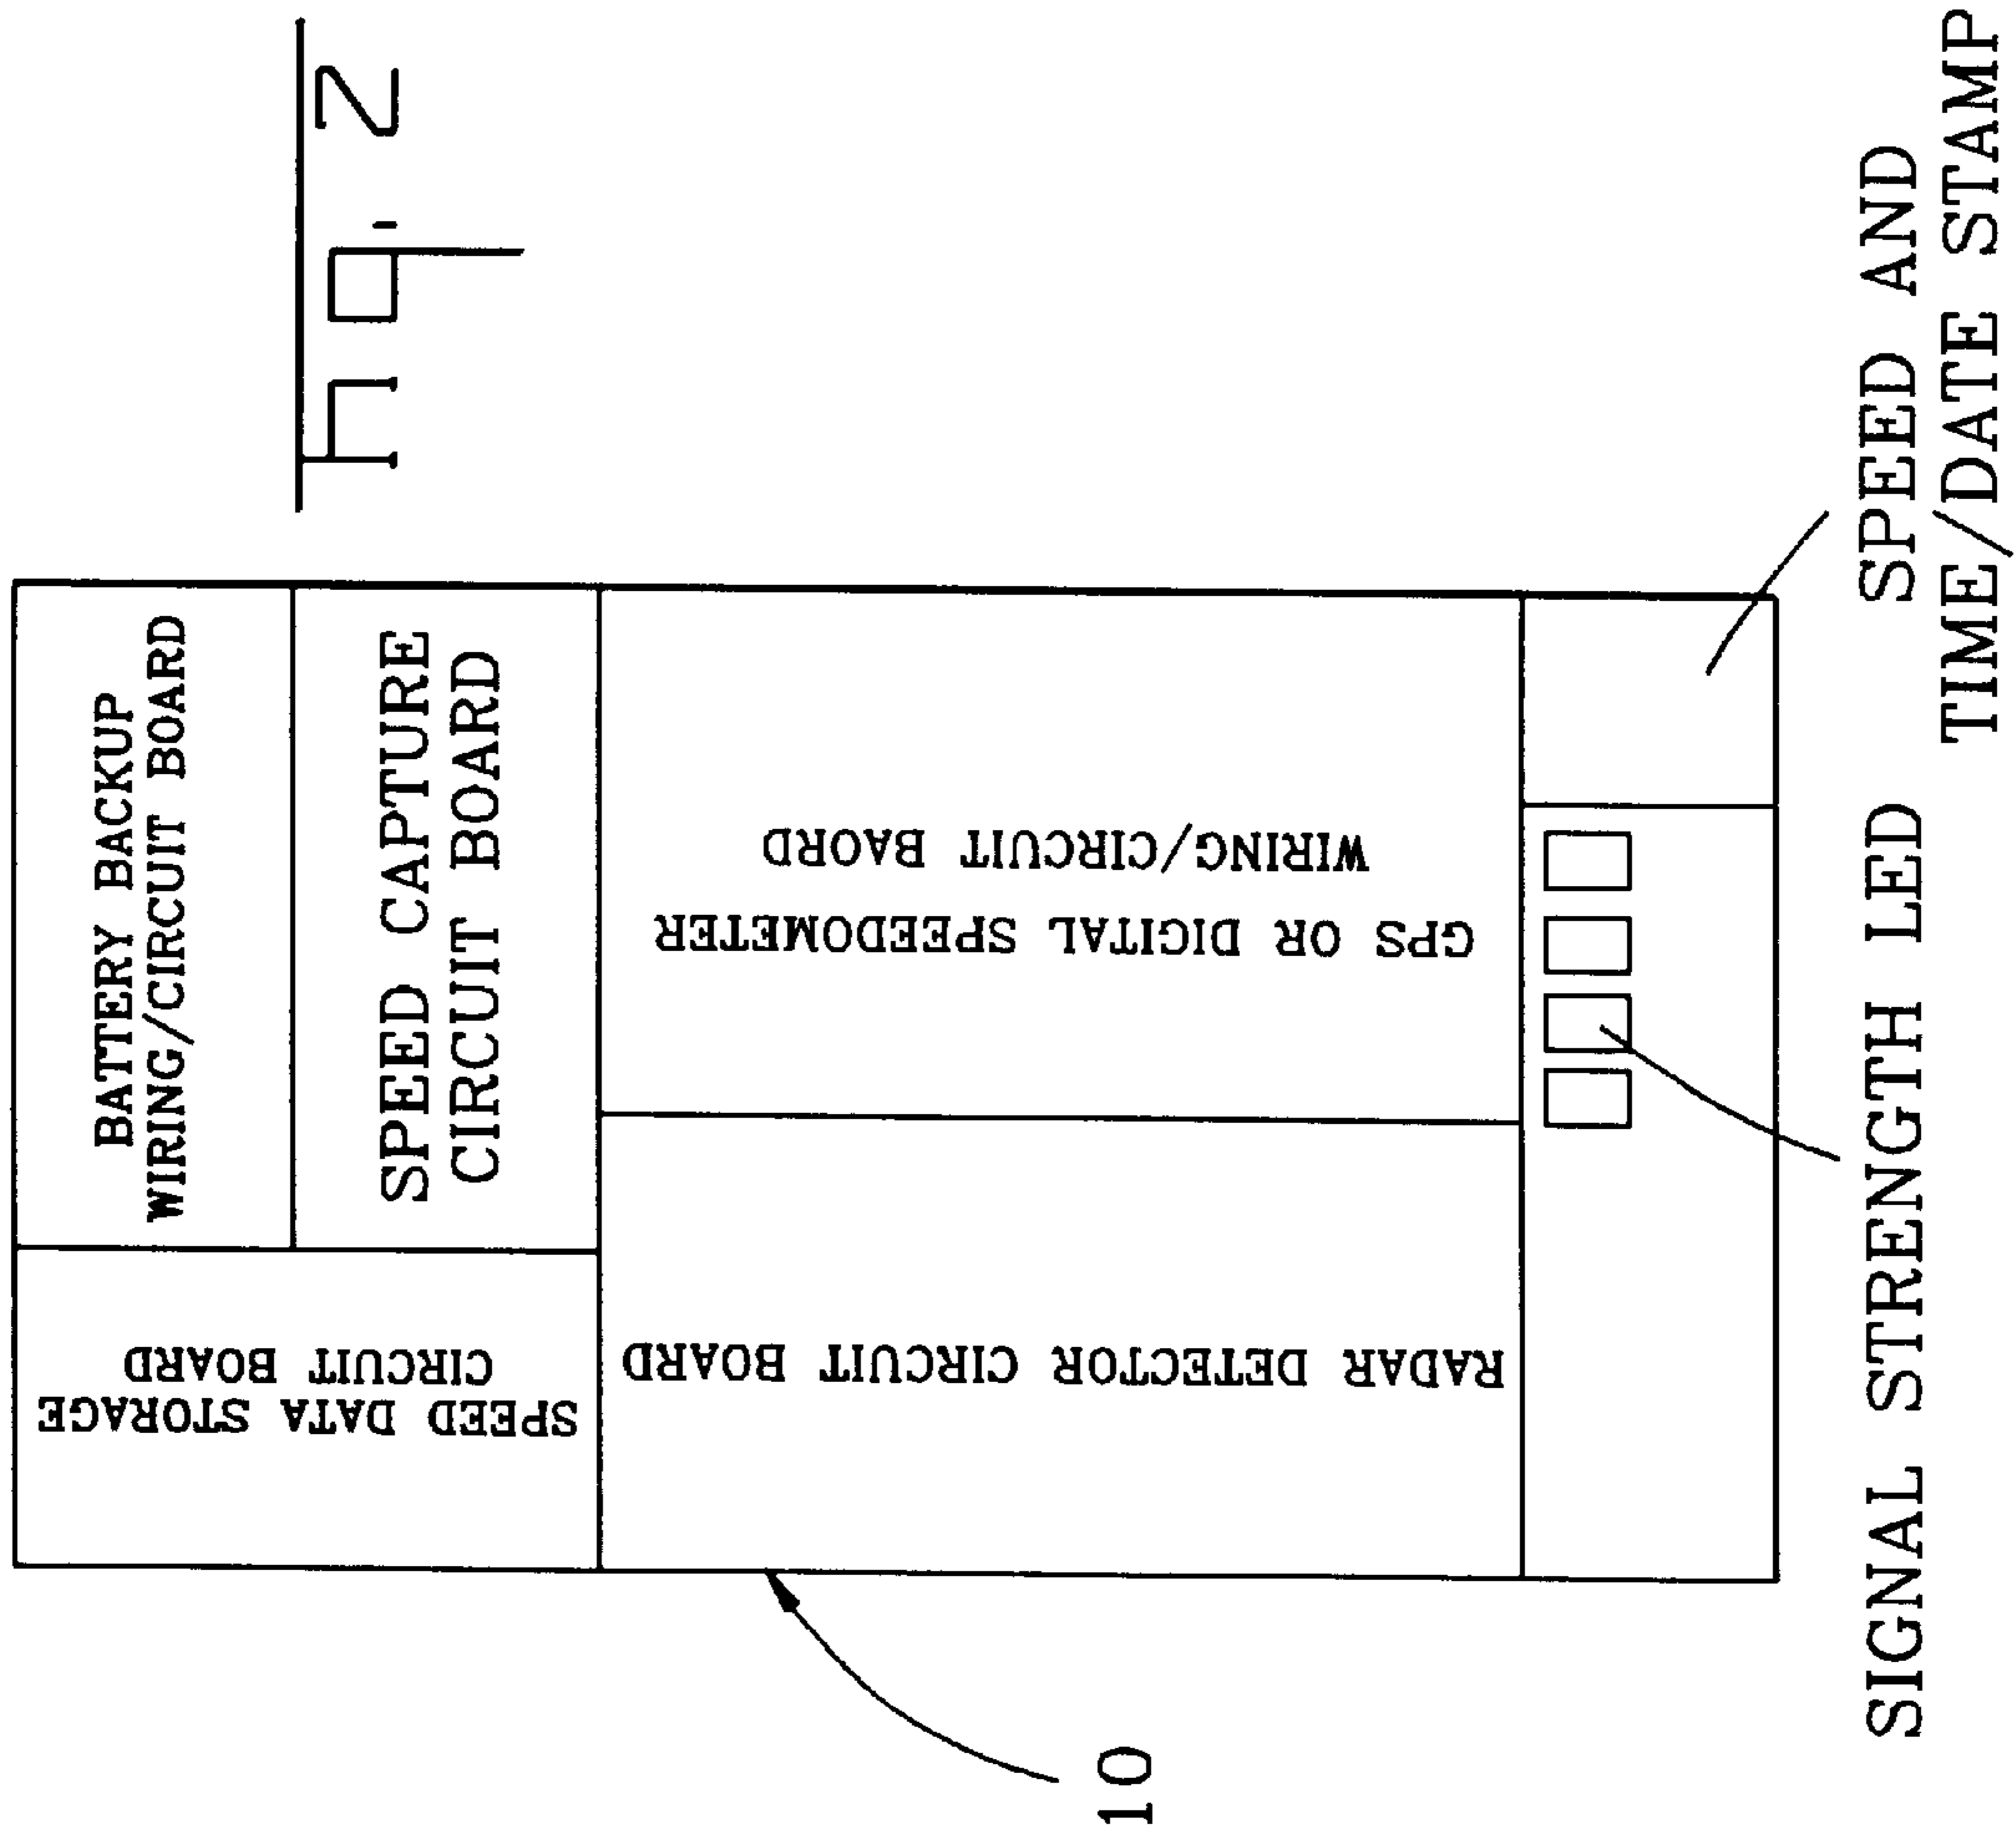 Fig. 2
BATTERY BACKUP
WIRING/CIRCUIT BOARD
SPEED CAPTURE
CIRCUIT BOARD
SPEED DATA STORAGE
CIRCUIT BOARD
GPS OR DIGITAL SPEEDOMETER
WIRING/CIRCUIT BAORD
RADAR DETECTOR CIRCUIT BOARD
10
SIGNAL STRENGTH LED
SPEED AND
TIME/DATE STAMP